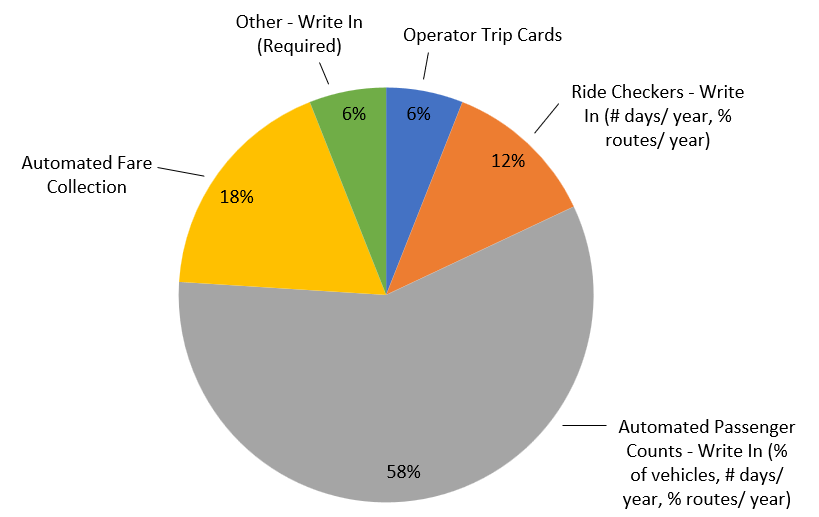 Other - Write In
(Required)
Operator Trip Cards
Ride Checkers - Write
In (# days/ year, %
routes/ year)
6%
6%
12%
Automated Fare
Collection
18%
Automated Passenger
Counts - Write In (%
of vehicles, # days/
year, % routes/ year)
58%